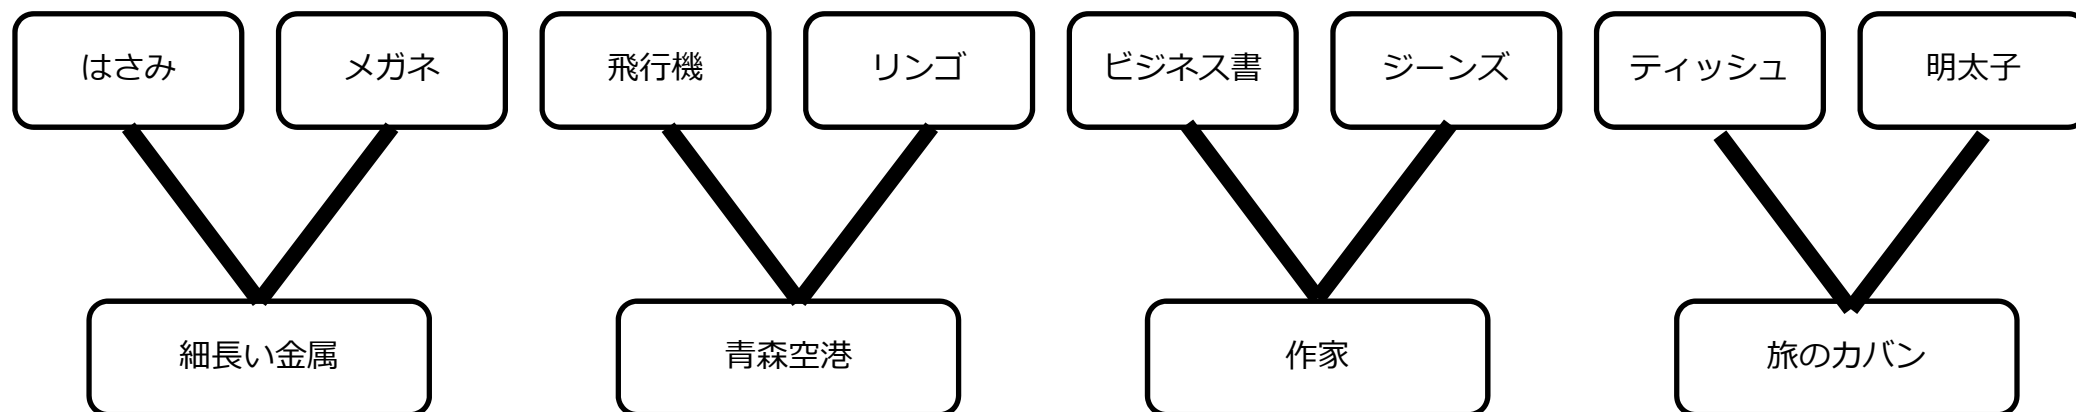 はさみ
メガネ
飛行機
リンゴ
ビジネス書
ジーンズ
ティッシュ
明太子
細長い金属
青森空港
作家
旅のカバン